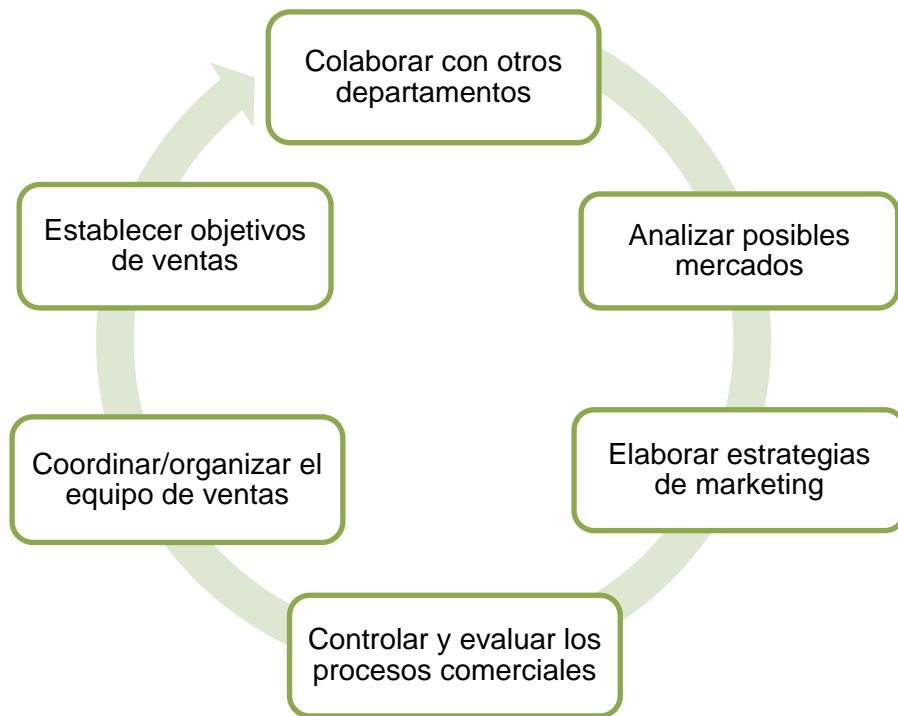 Colaborar con otros
departamentos
Analizar posibles
mercados
Elaborar estrategias
de marketing
Controlar y evaluar los
procesos comerciales
Coordinar/organizar el
equipo de ventas
Establecer objetivos
de ventas